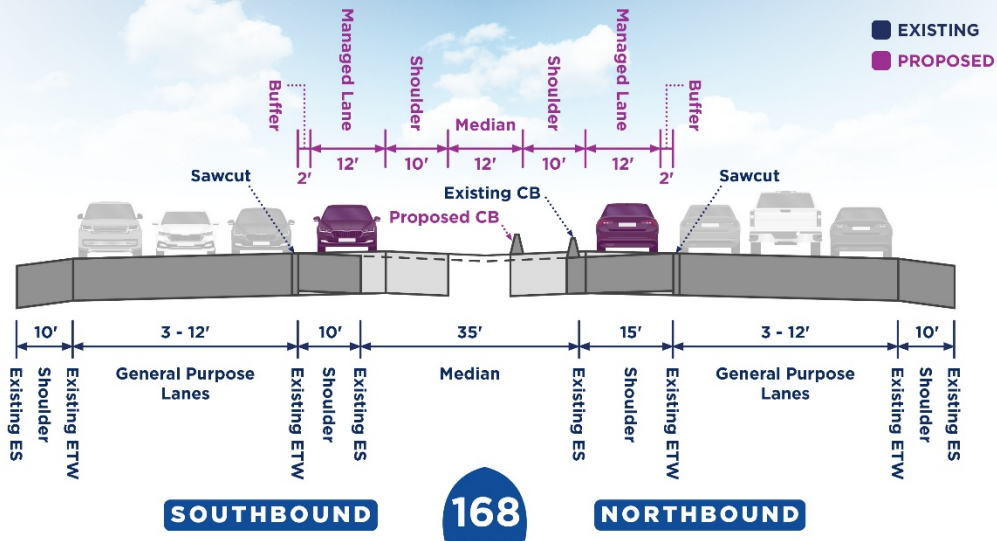 EXISTING
PROPOSED
Buffer
Managed Lane
Shoulder
Median
Shoulder
Managed Lane
Buffer
2'
12'
10'
12'
10'
12'
2'
Sawcut
Existing CB
Sawcut
Proposed CB
10'
3 - 12'
10'
35'
15'
3 - 12'
10'
Existing ES
Shoulder
Existing ETW
General Purpose
Lanes
Existing ETW
Shoulder
Existing ES
Median
Existing ES
Shoulder
Existing ETW
General Purpose
Lanes
Existing ETW
Shoulder
Existing ES
SOUTHBOUND
168
NORTHBOUND